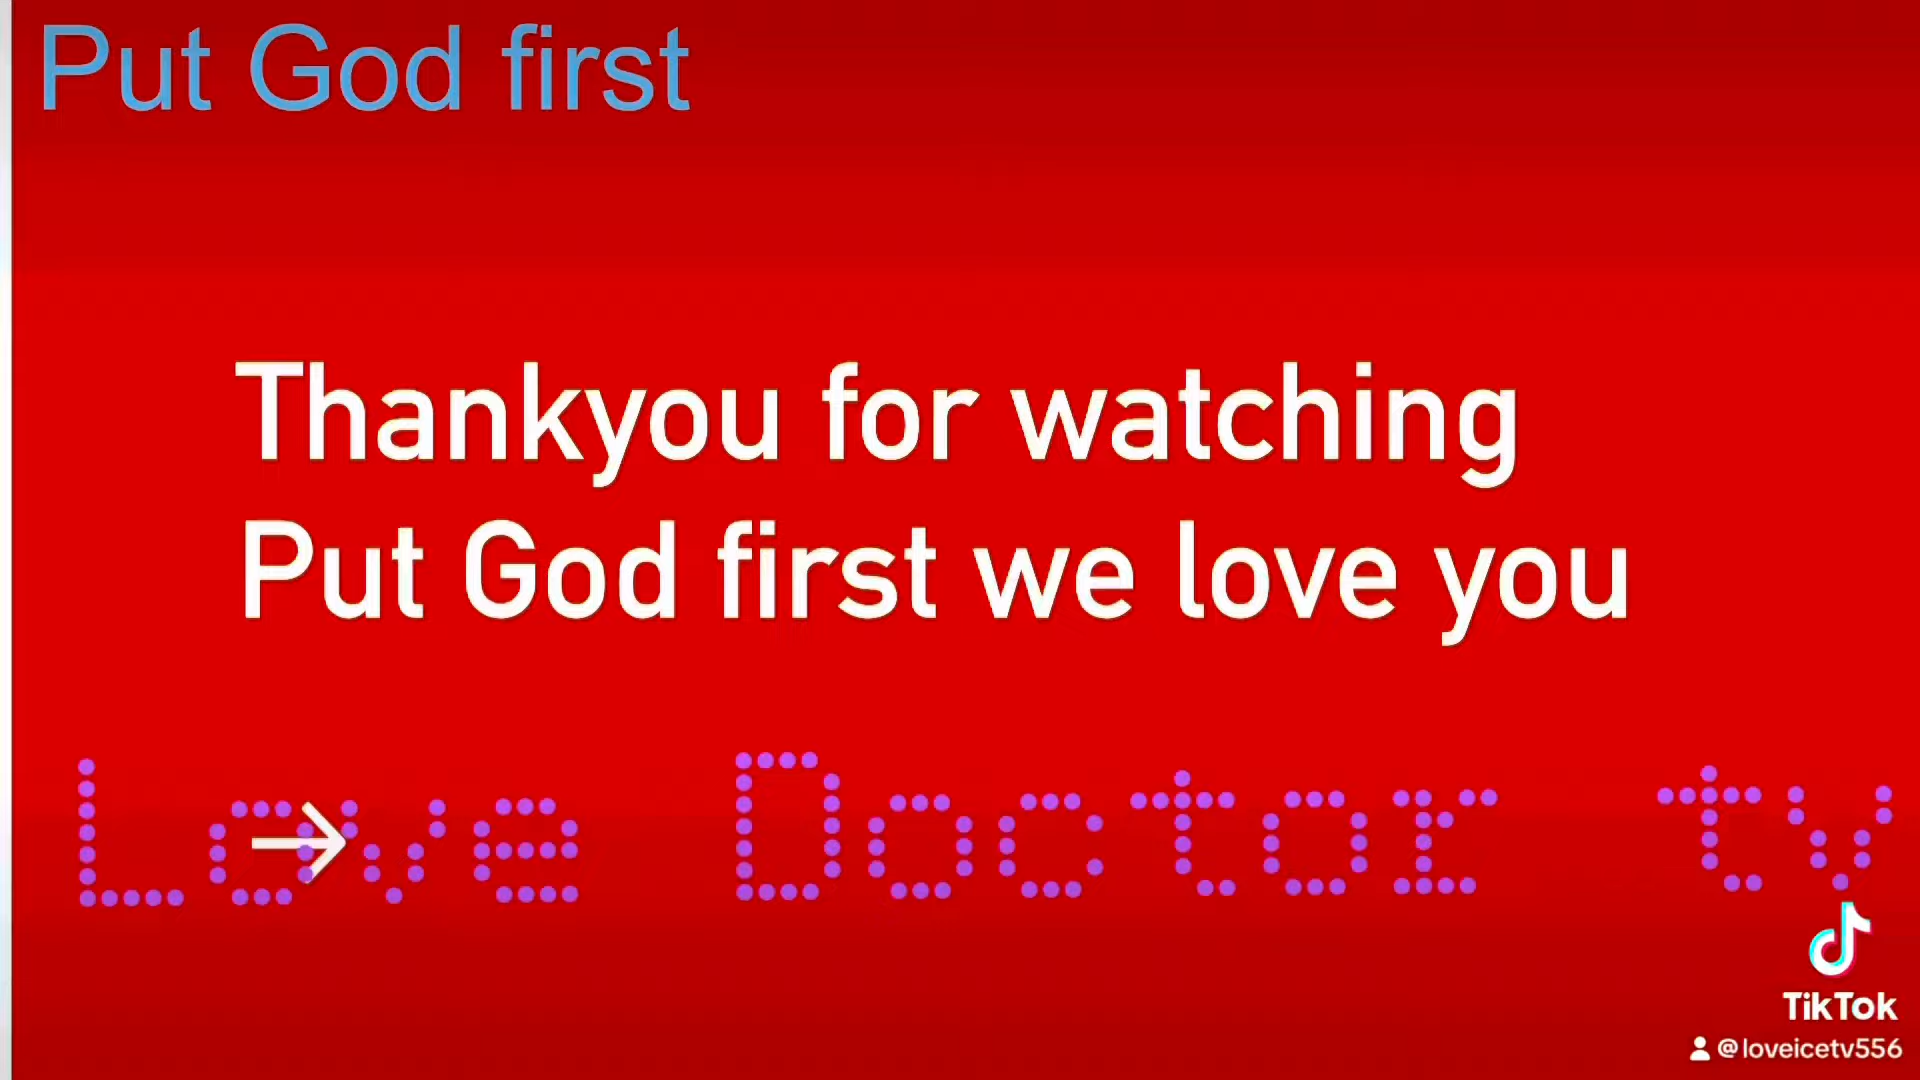 Put God first
Thankyou for watching
Put God first we love you
Love Doctor tv
TikTok
@loveicetv556